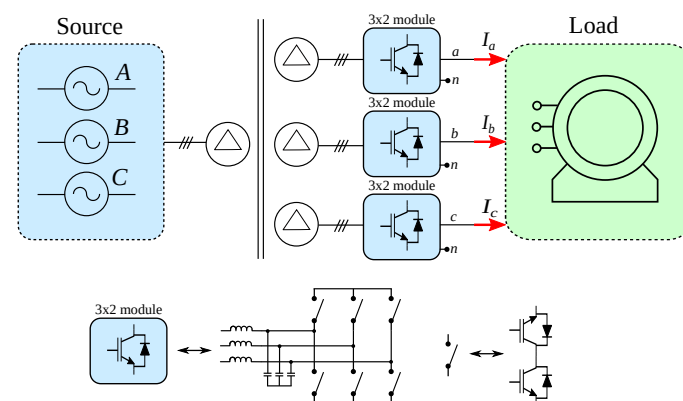 Source
A
B
C
3x2 module
a
n
I_a
3x2 module
b
n
I_b
3x2 module
c
n
I_c
Load
3x2 module